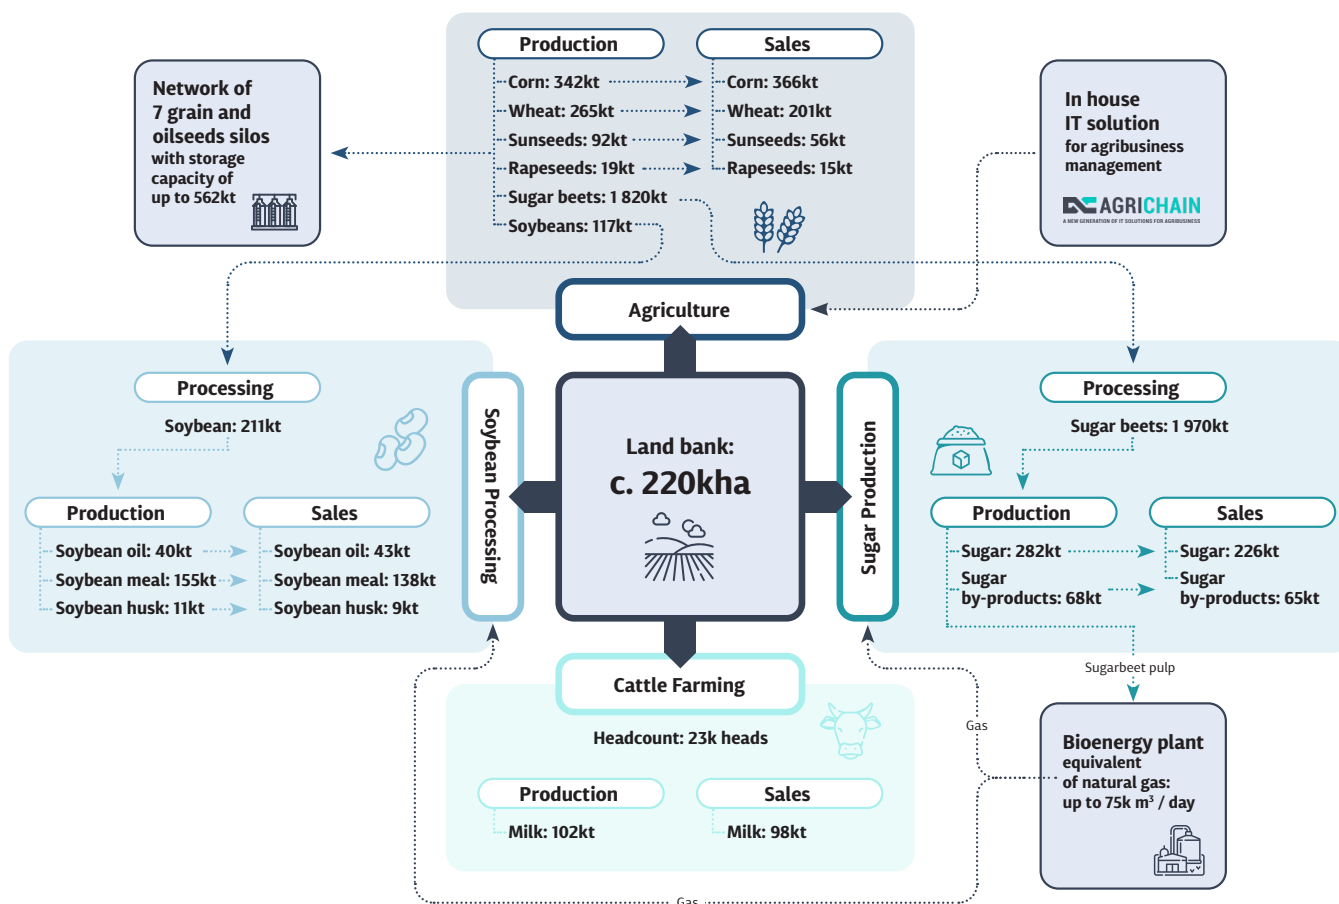 Production
Sales
Corn: 342kt
Corn: 366kt
Wheat: 265kt
Wheat: 201kt
Sunseeds: 92kt
Sunseeds: 56kt
Rapeseeds: 19kt
Rapeseeds: 15kt
Sugar beets: 1 820kt
Soybeans: 117kt
Agriculture
Network of
7 grain and
oilseeds silos
with storage
capacity of
up to 562kt
In house
IT solution
for agribusiness
management
AGRICHAIN
A NEW GENERATION OF IT SOLUTIONS FOR AGRIBUSINESS
Processing
Soybean: 211kt
Production
Sales
Soybean oil: 40kt
Soybean oil: 43kt
Soybean meal: 155kt
Soybean meal: 138kt
Soybean husk: 11kt
Soybean husk: 9kt
Soybean Processing
Land bank:
c. 220kha
Sugar Production
Processing
Sugar beets: 1 970kt
Production
Sales
Sugar: 282kt
Sugar: 226kt
Sugar
by-products: 68kt
Sugar
by-products: 65kt
Sugarbeet pulp
Cattle Farming
Headcount: 23k heads
Production
Sales
Milk: 102kt
Milk: 98kt
Gas
Bioenergy plant
equivalent
of natural gas:
up to 75k m³ / day
Gas